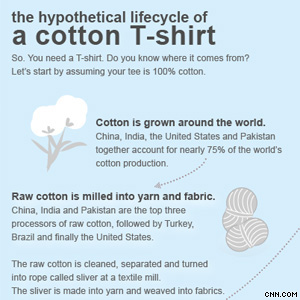 the hypothetical lifecycle of
a cotton T-shirt
So. You need a T-shirt. Do you know where it comes from?
Let's start by assuming your tee is 100% cotton.
Cotton is grown around the world.
China, India, the United States and Pakistan
together account for nearly 75% of the world's
cotton production.
Raw cotton is milled into yarn and fabric.
China, India and Pakistan are the top three
processors of raw cotton, followed by Turkey,
Brazil and finally the United States.
The raw cotton is cleaned, separated and turned
into rope called sliver at a textile mill.
The sliver is made into yarn and weaved into fabrics.
CNN.COM